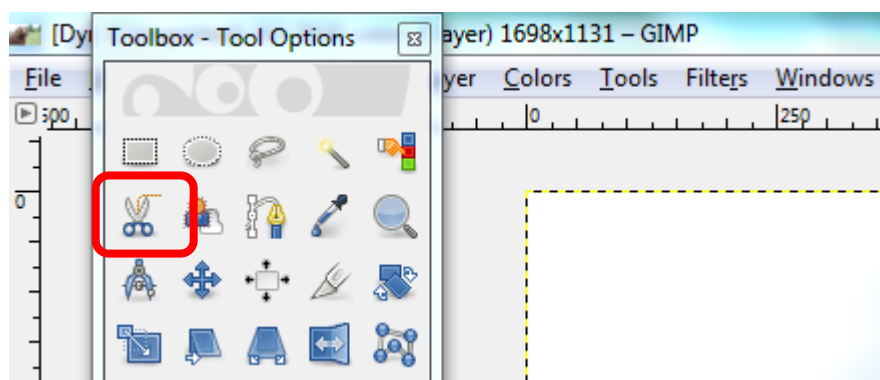 [Dy Toolbox - Tool Options ayer) 1698x1131 – GIMP
File yer Colors Tools Filters Windows
500 0 250
0